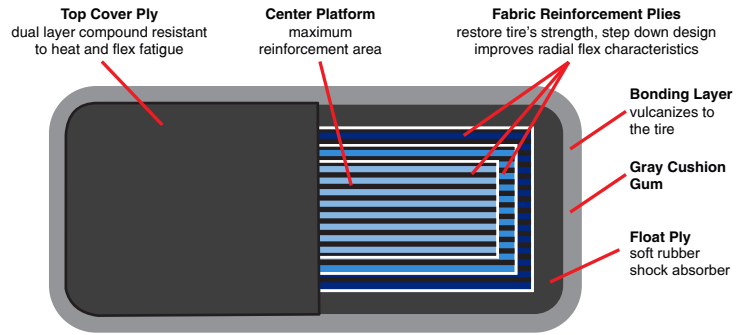 Top Cover Ply
dual layer compound resistant
to heat and flex fatigue
Center Platform
maximum
reinforcement area
Fabric Reinforcement Plies
restore tire's strength, step down design
improves radial flex characteristics
Bonding Layer
vulcanizes to
the tire
Gray Cushion
Gum
Float Ply
soft rubber
shock absorber